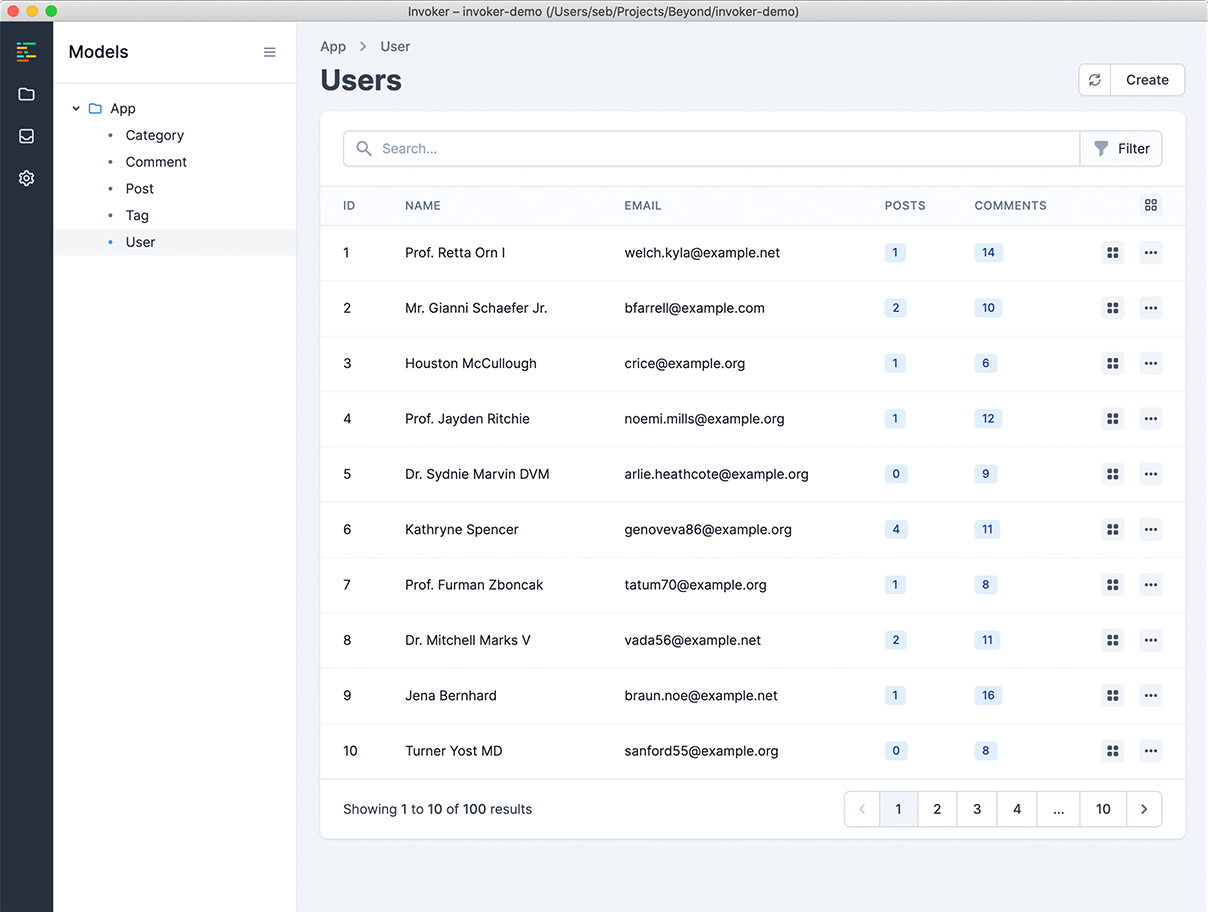 Invoker – invoker-demo (/Users/seb/Projects/Beyond/invoker-demo)
Models
App
Category
Comment
Post
Tag
User
App User
Users
Create
Search...
Filter
ID NAME EMAIL POSTS COMMENTS
1 Prof. Retta Orn I welch.kyla@example.net 1 14
2 Mr. Gianni Schaefer Jr. bfarrell@example.com 2 10
3 Houston McCullough crice@example.org 1 6
4 Prof. Jayden Ritchie noemi.mills@example.org 1 12
5 Dr. Sydnie Marvin DVM arlie.heathcote@example.org 0 9
6 Kathryne Spencer genoveva86@example.org 4 11
7 Prof. Furman Zboncak tatum70@example.org 1 8
8 Dr. Mitchell Marks V vada56@example.net 2 11
9 Jena Bernhard braun.noe@example.net 1 16
10 Turner Yost MD sanford55@example.org 0 8
Showing 1 to 10 of 100 results
1 2 3 4 ... 10